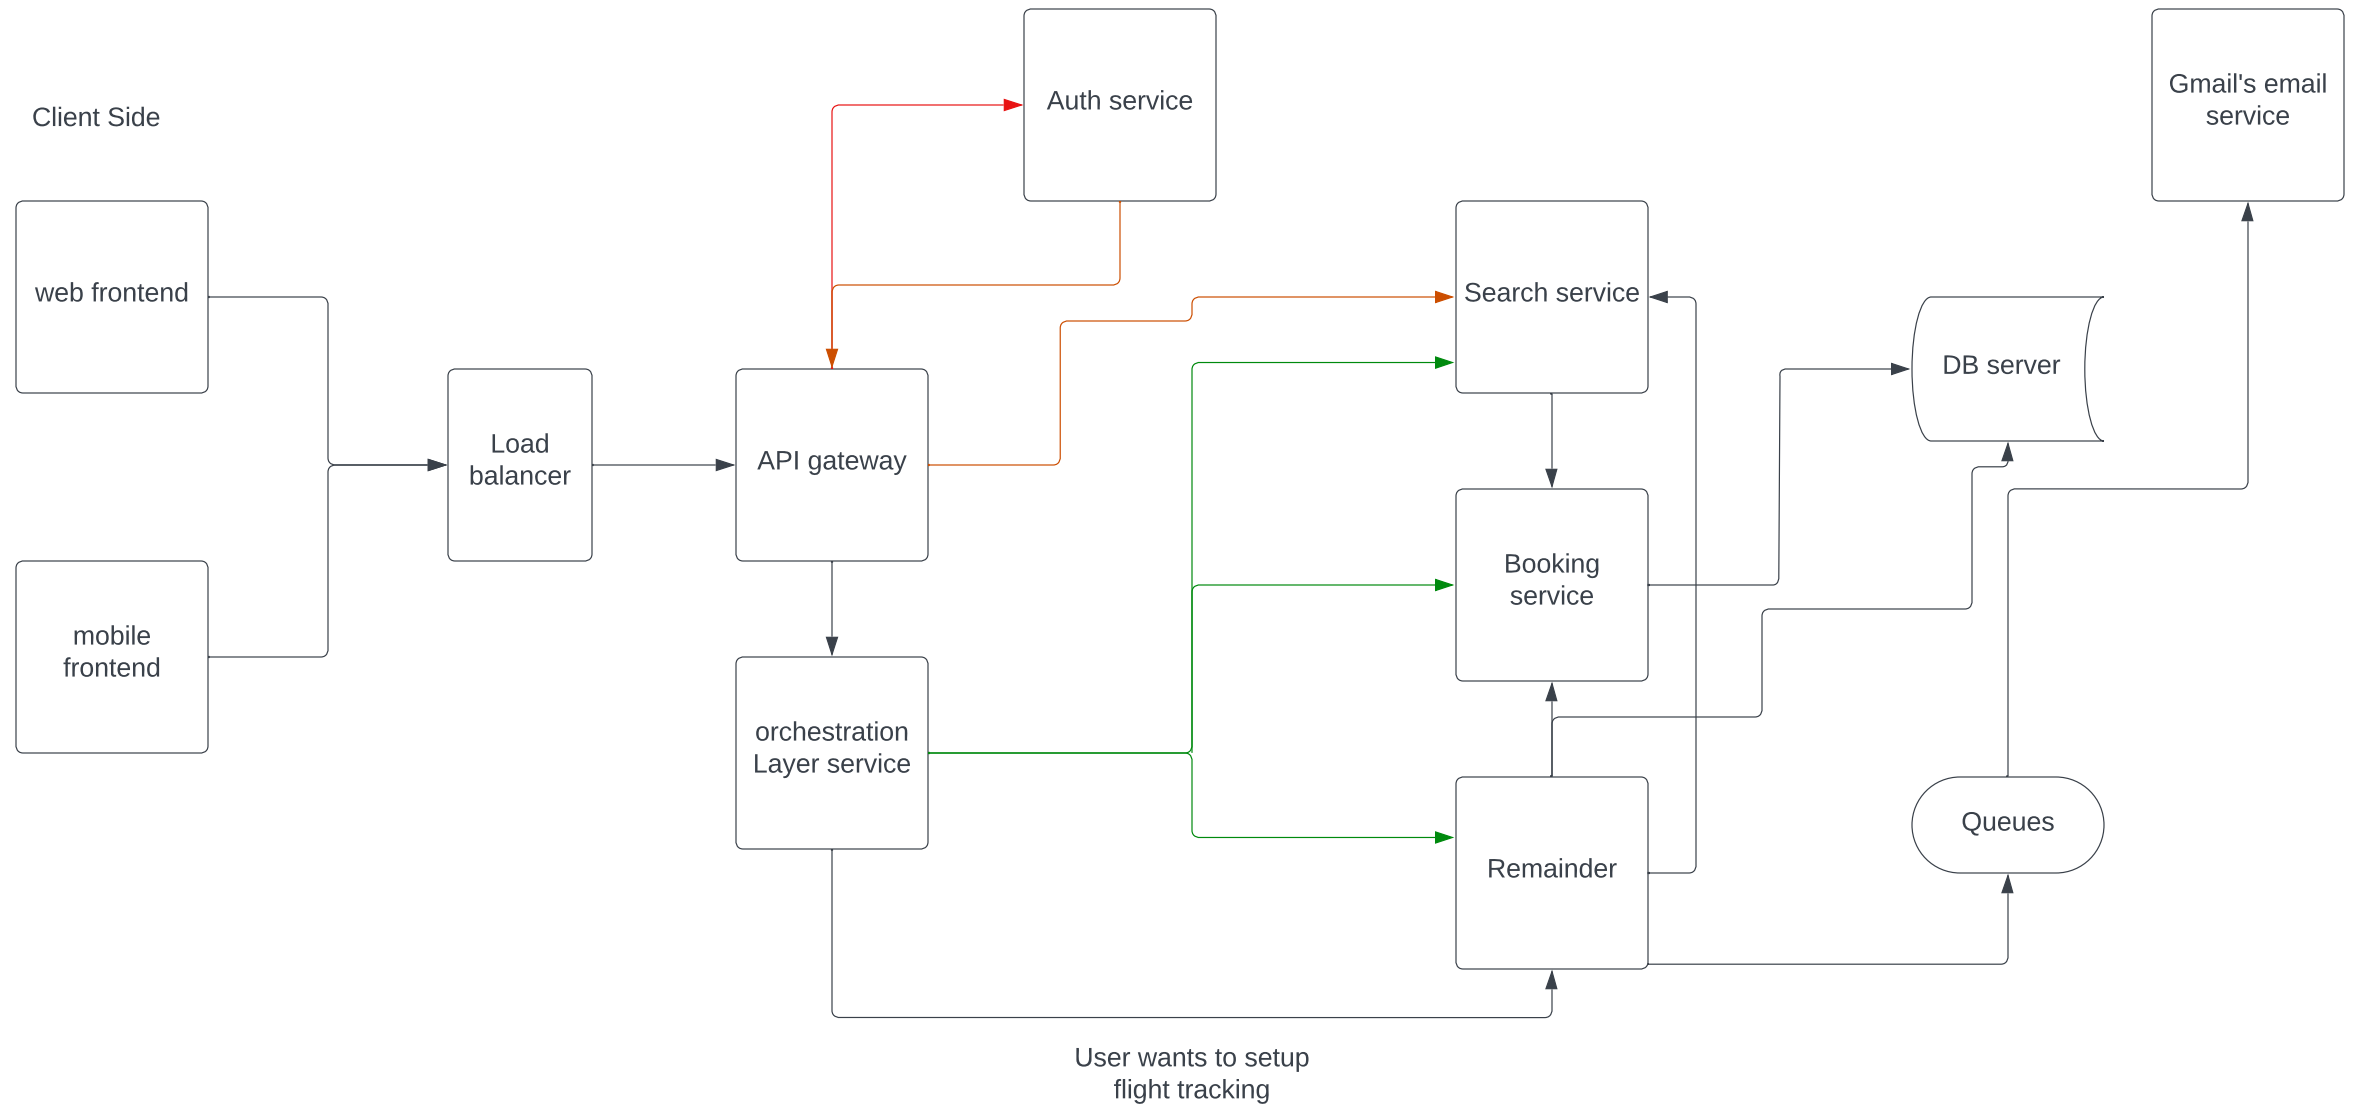 Client Side
web frontend
mobile
frontend
Load
balancer
API gateway
Auth service
orchestration
Layer service
Search service
Booking
service
Remainder
DB server
Queues
Gmail's email
service
User wants to setup
flight tracking